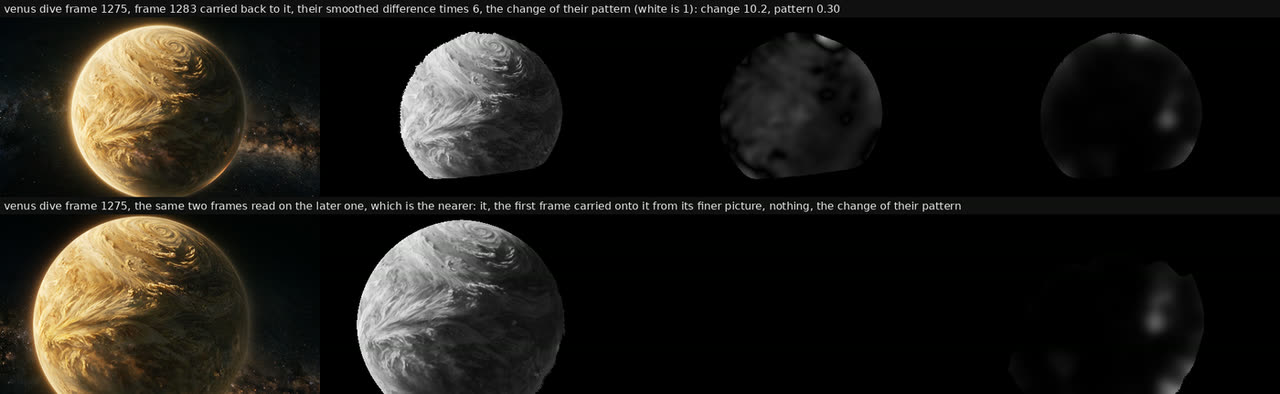 venus dive frame 1275, frame 1283 carried back to it, their smoothed difference times 6, the change of their pattern (white is 1): change 10.2, pattern 0.30
venus dive frame 1275, the same two frames read on the later one, which is the nearer: it, the first frame carried onto it from its finer picture, nothing, the change of their pattern